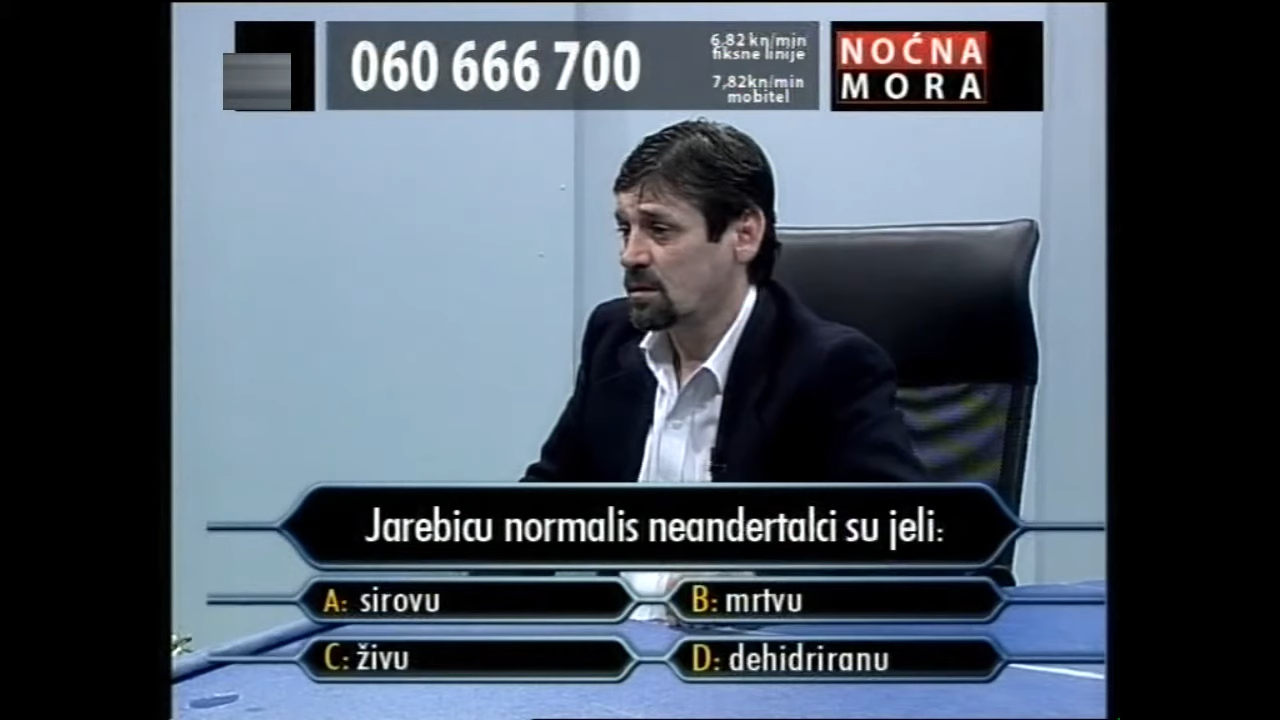 060 666 700
6,82 kn/min
fiksne linije
7,82kn/min
mobitel
NOĆNA
MORA
Jarebicu normalis neandertalci su jeli:
A: sirovu
B: mrtvu
C: živu
D: dehidriranu